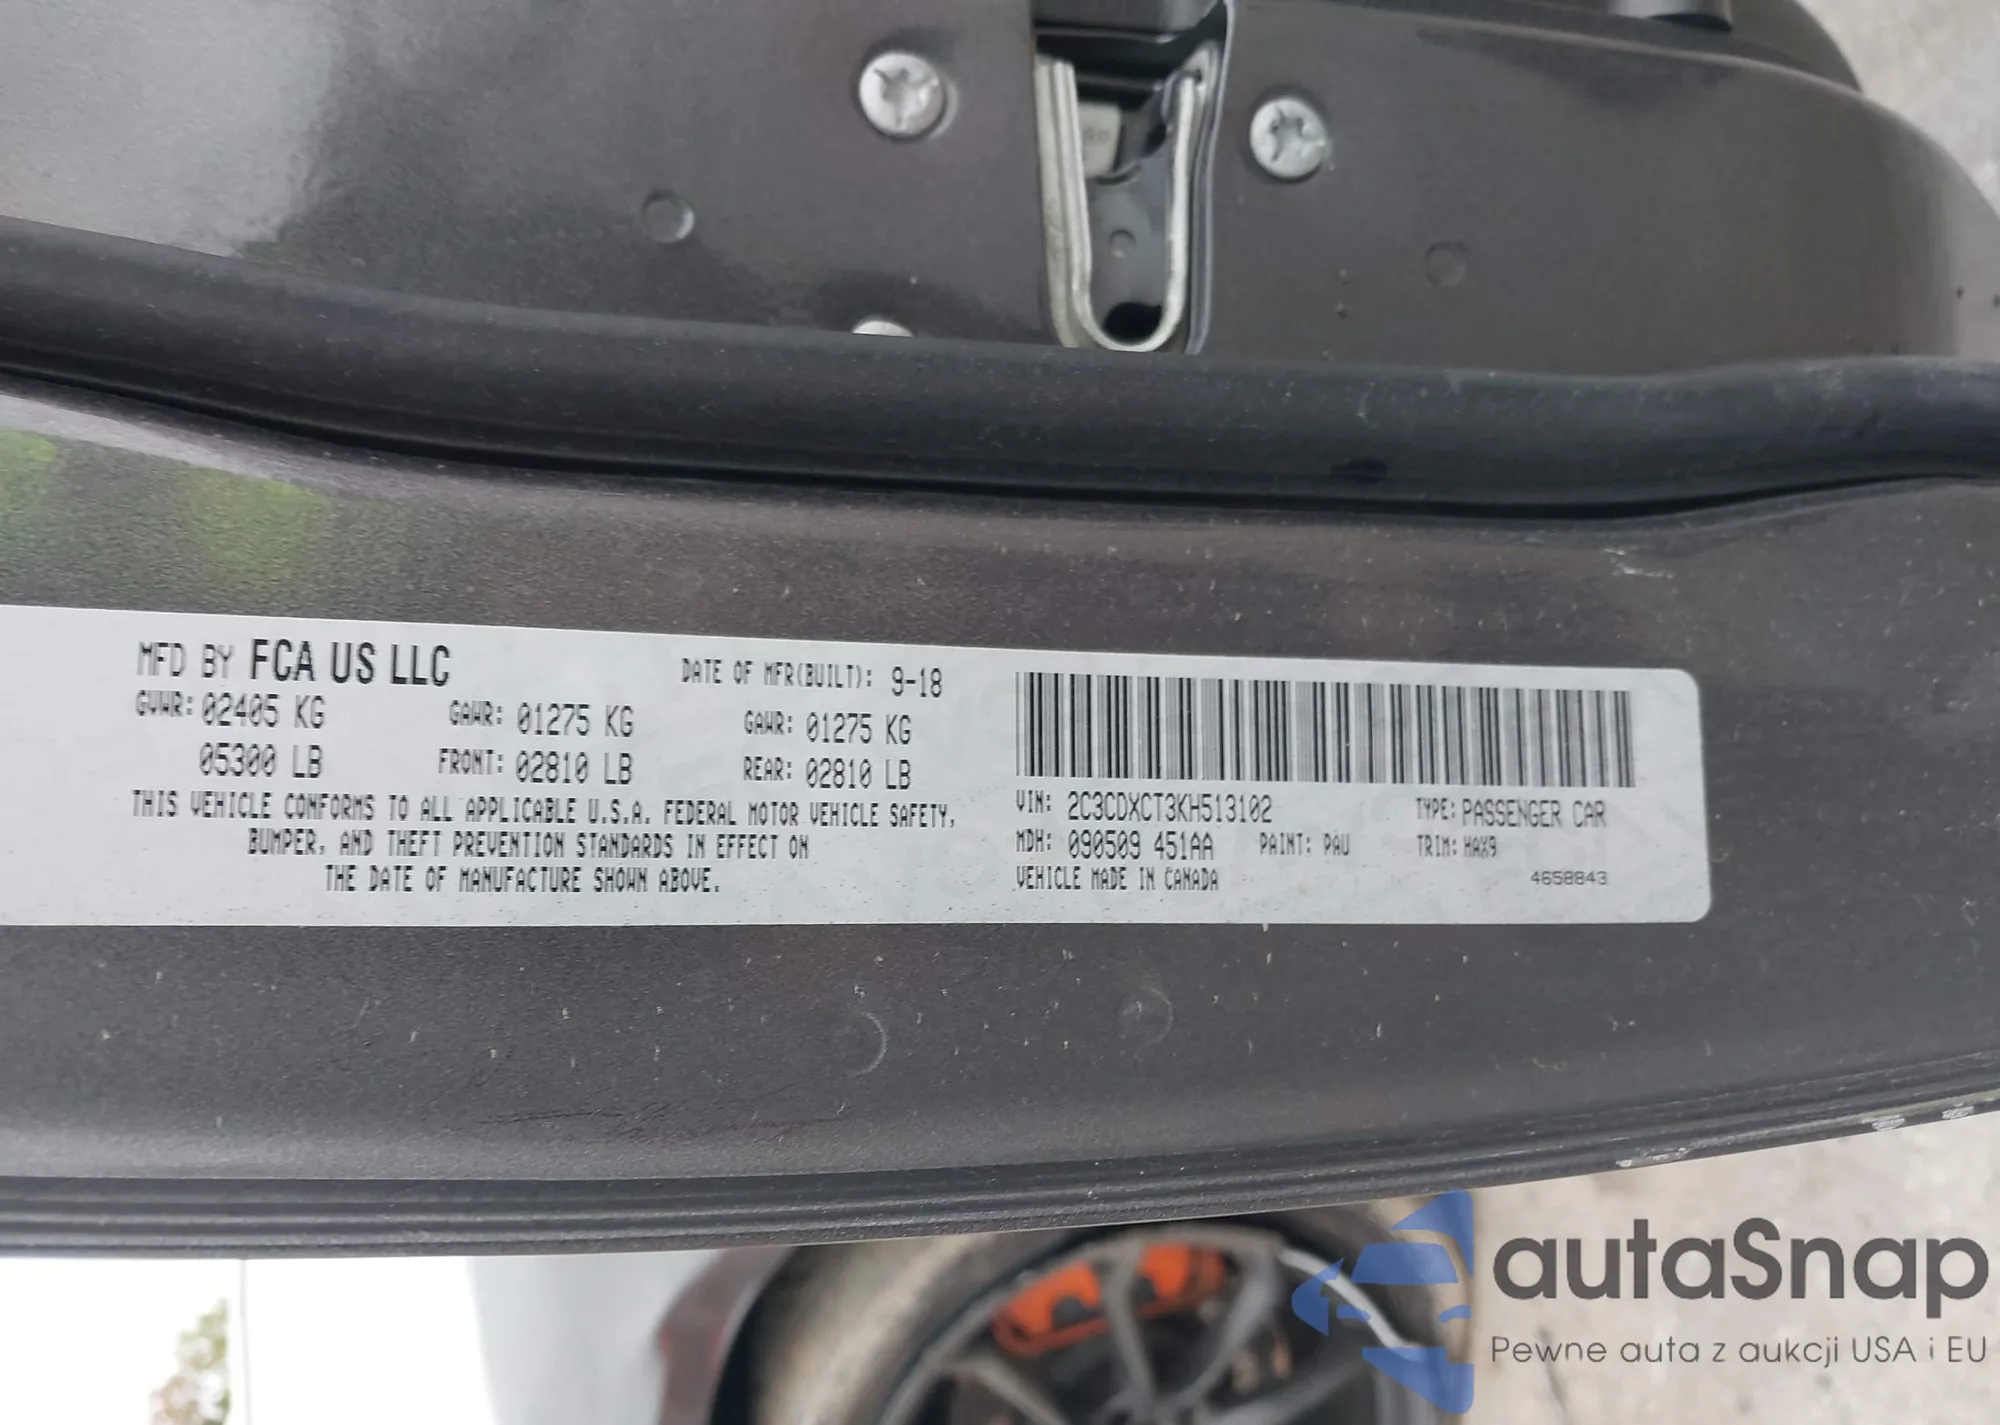 MFD BY FCA US LLC
DATE OF MFR(BUILT): 9-18
GVWR: 02405 KG
GAWR: 01275 KG
GAWR: 01275 KG
05300 LB
FRONT: 02810 LB
REAR: 02810 LB
THIS VEHICLE CONFORMS TO ALL APPLICABLE U.S.A. FEDERAL MOTOR VEHICLE SAFETY,
BUMPER, AND THEFT PREVENTION STANDARDS IN EFFECT ON
THE DATE OF MANUFACTURE SHOWN ABOVE.
VIN: 2C3CDXCT3KH513102
TYPE: PASSENGER CAR
MDH: 090509 451AA
PAINT: PAU
TRIM: HAX9
VEHICLE MADE IN CANADA
4658843
autaSnap
Pewne auta z aukcji USA i EU